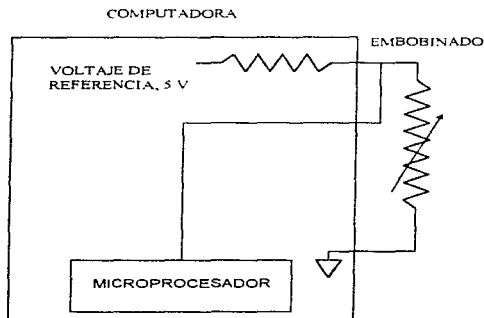 COMPUTADORA
EMBOBINADO
VOLTAJE DE
REFERENCIA, 5 V
MICROPROCESADOR